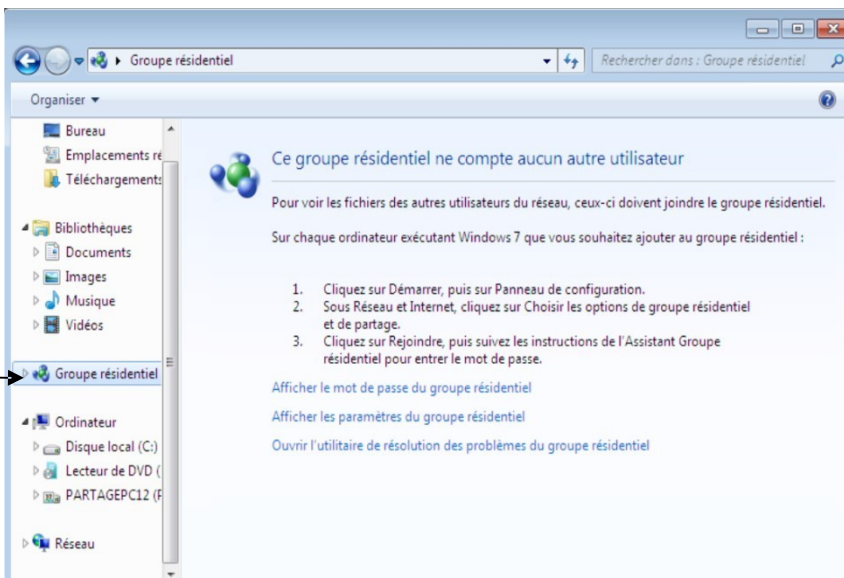 Groupe résidentiel
Rechercher dans : Groupe résidentiel
Organiser
Bureau
Emplacements ré
Téléchargements
Bibliothèques
Documents
Images
Musique
Vidéos
Groupe résidentiel
Ordinateur
Disque local (C:)
Lecteur de DVD (
PARTAGEPC12 (P
Réseau
Ce groupe résidentiel ne compte aucun autre utilisateur
Pour voir les fichiers des autres utilisateurs du réseau, ceux-ci doivent joindre le groupe résidentiel.
Sur chaque ordinateur exécutant Windows 7 que vous souhaitez ajouter au groupe résidentiel :
1. Cliquez sur Démarrer, puis sur Panneau de configuration.
2. Sous Réseau et Internet, cliquez sur Choisir les options de groupe résidentiel
et de partage.
3. Cliquez sur Rejoindre, puis suivez les instructions de l'Assistant Groupe
résidentiel pour entrer le mot de passe.
Afficher le mot de passe du groupe résidentiel
Afficher les paramètres du groupe résidentiel
Ouvrir l'utilitaire de résolution des problèmes du groupe résidentiel